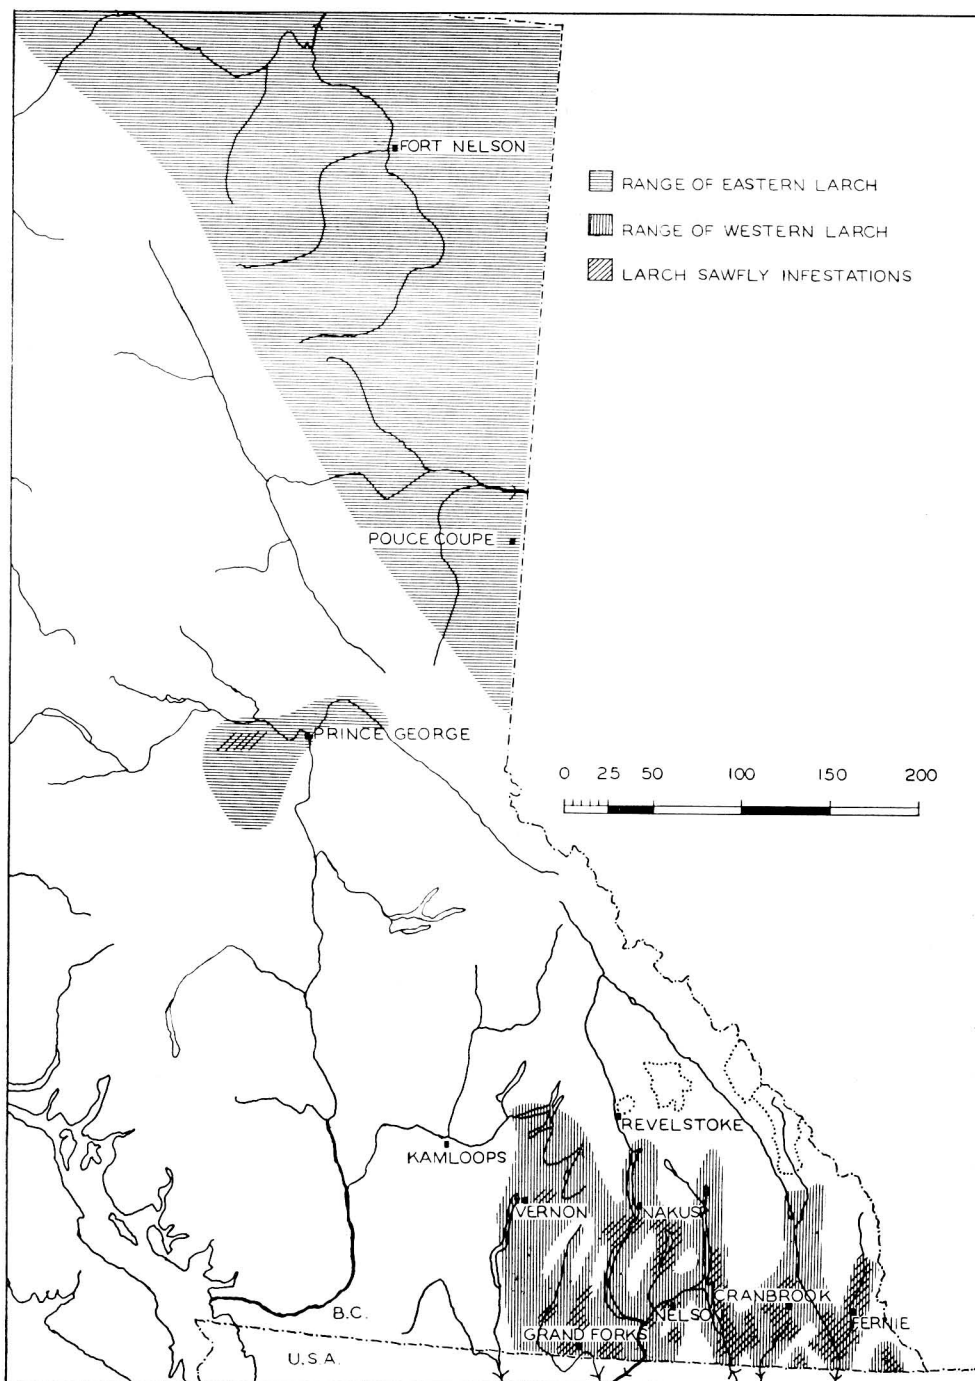 FORT NELSON
RANGE OF EASTERN LARCH
RANGE OF WESTERN LARCH
LARCH SAWFLY INFESTATIONS
POUCE COUPE
PRINCE GEORGE
0 25 50 100 150 200
REVELSTOKE
KAMLOOPS
VERNON
NAKUS
CRANBROOK
B.C.
NELSON
FERNIE
GRAND FORKS
U.S.A.